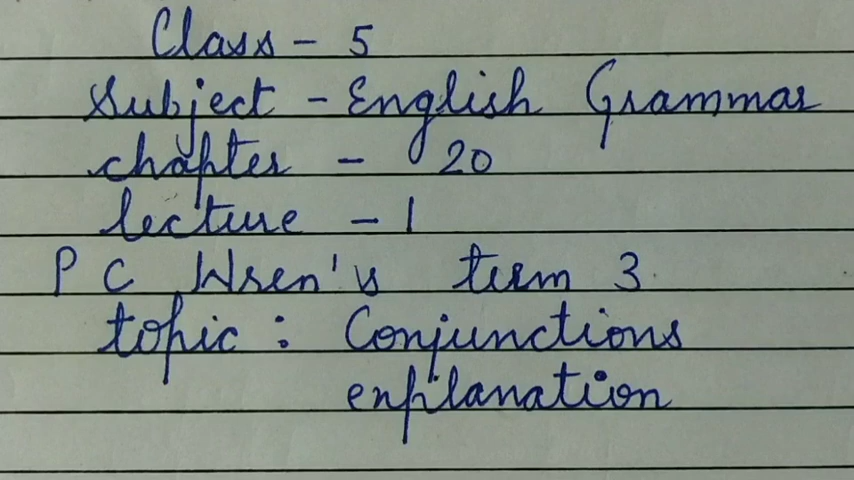 Class - 5
Subject - English Grammar
chapter - 20
lecture - 1
P C Wren's term 3
topic : Conjunctions
explanation